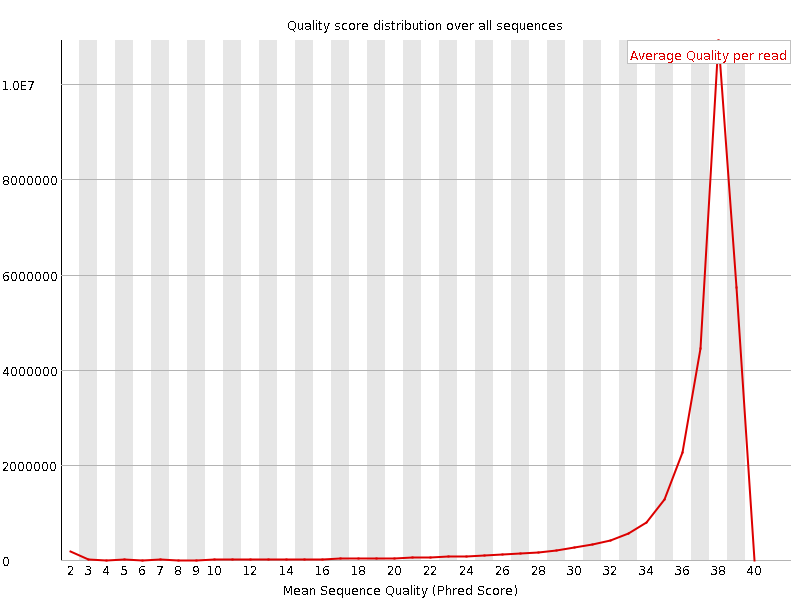 Quality score distribution over all sequences
Average Quality per read
1.0E7
8000000
6000000
4000000
2000000
0
2 3 4 5 6 7 8 9 10 12 14 16 18 20 22 24 26 28 30 32 34 36 38 40
Mean Sequence Quality (Phred Score)